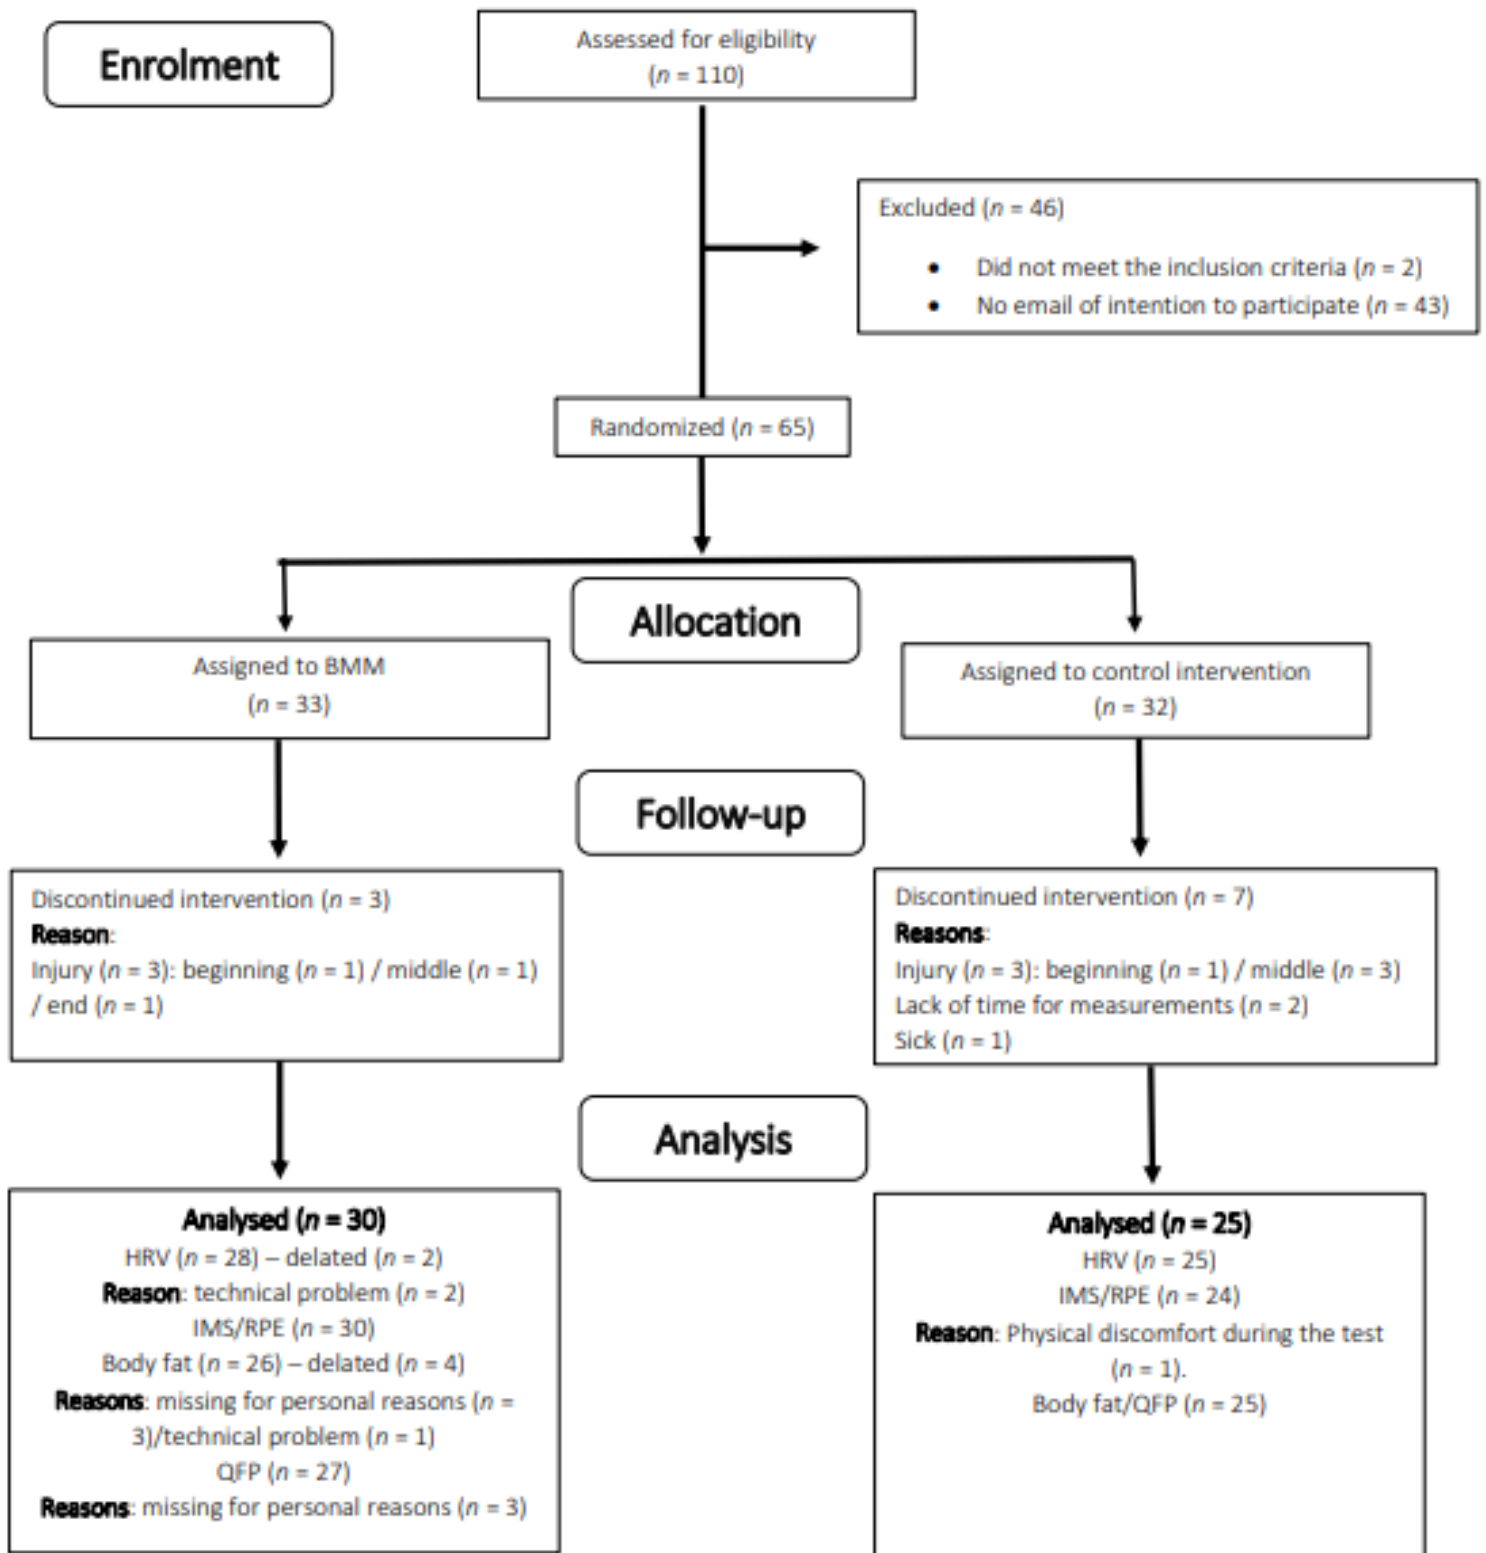 Enrolment
Assessed for eligibility
(n = 110)
Excluded (n = 46)
• Did not meet the inclusion criteria (n = 2)
• No email of intention to participate (n = 43)
Randomized (n = 65)
Allocation
Assigned to BMM
(n = 33)
Assigned to control intervention
(n = 32)
Follow-up
Discontinued intervention (n = 3)
Reason:
Injury (n = 3): beginning (n = 1) / middle (n = 1)
/ end (n = 1)
Discontinued intervention (n = 7)
Reasons:
Injury (n = 3): beginning (n = 1) / middle (n = 3)
Lack of time for measurements (n = 2)
Sick (n = 1)
Analysis
Analysed (n = 30)
HRV (n = 28) – delated (n = 2)
Reason: technical problem (n = 2)
IMS/RPE (n = 30)
Body fat (n = 26) – delated (n = 4)
Reasons: missing for personal reasons (n =
3)/technical problem (n = 1)
QFP (n = 27)
Reasons: missing for personal reasons (n = 3)
Analysed (n = 25)
HRV (n = 25)
IMS/RPE (n = 24)
Reason: Physical discomfort during the test
(n = 1).
Body fat/QFP (n = 25)